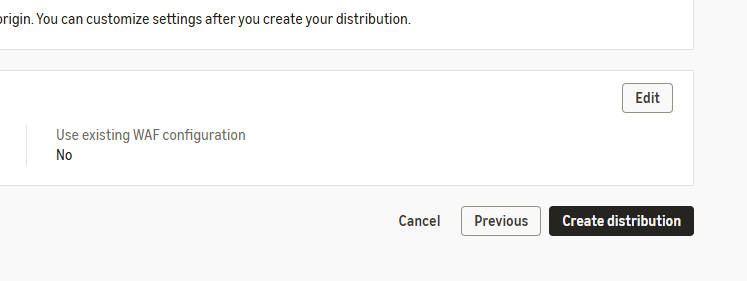 origin. You can customize settings after you create your distribution.
Edit
Use existing WAF configuration
No
Cancel
Previous
Create distribution